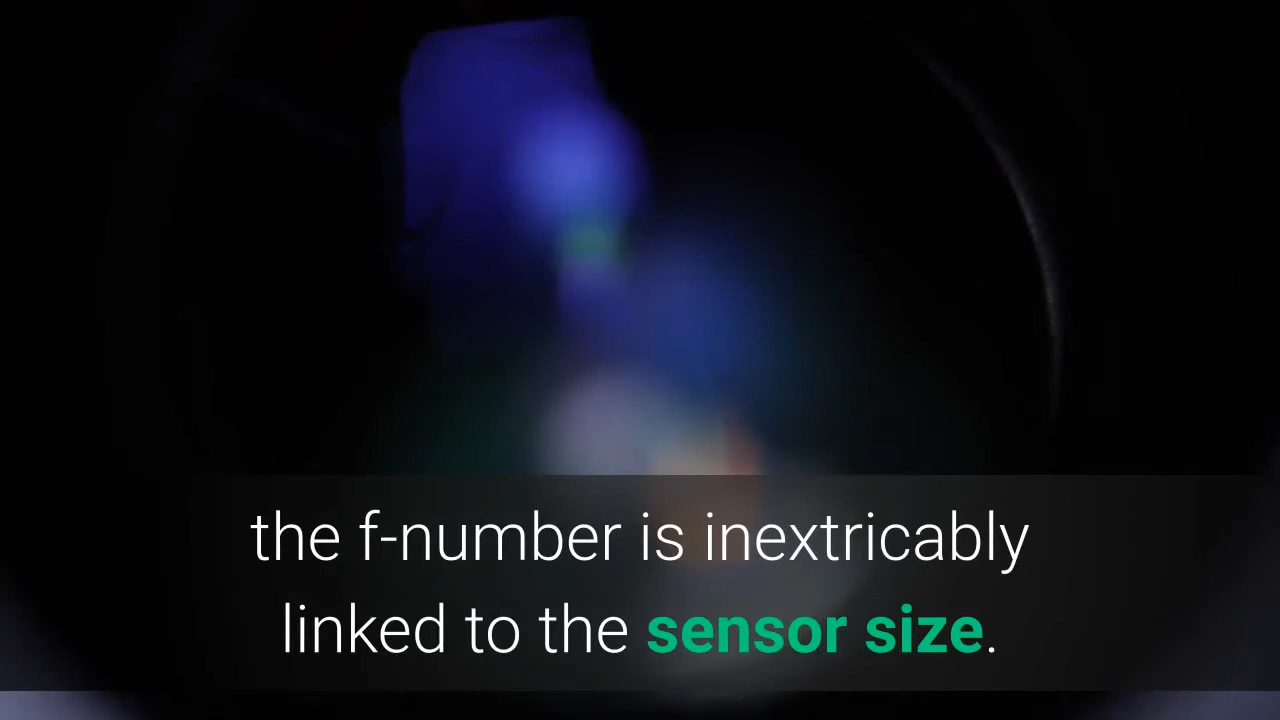 the f-number is inextricably
linked to the sensor size.